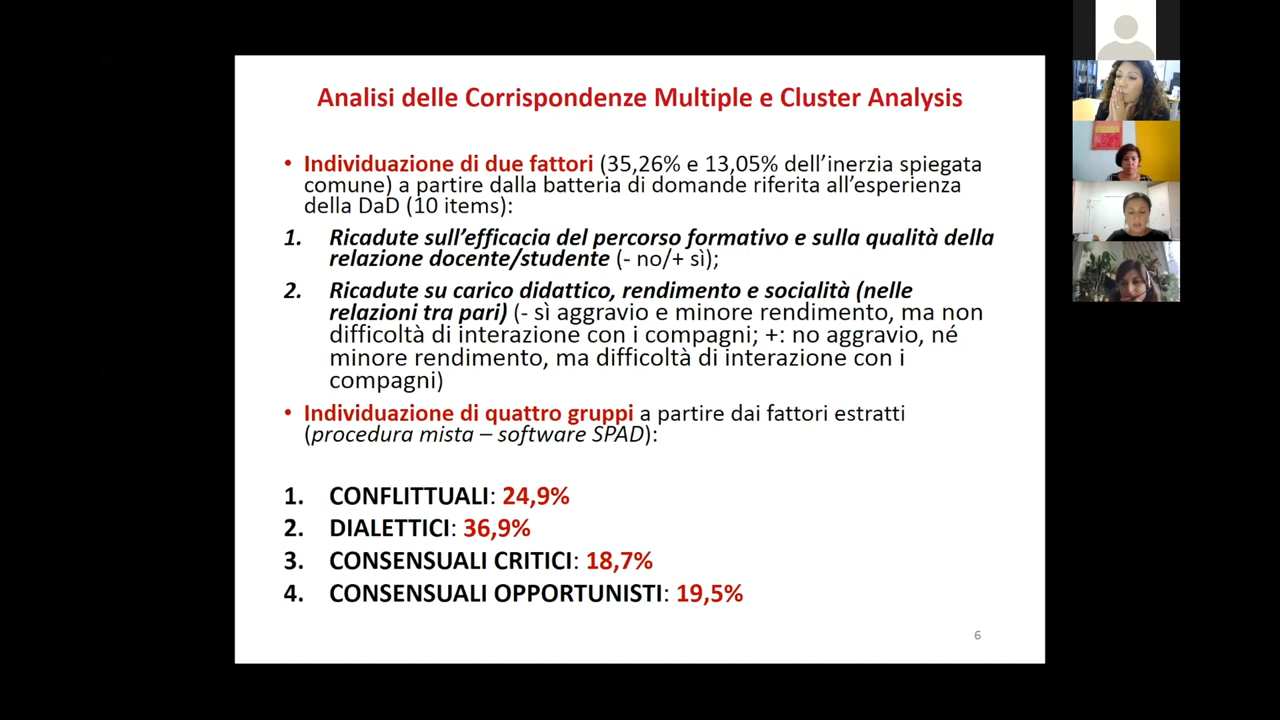 Analisi delle Corrispondenze Multiple e Cluster Analysis
• Individuazione di due fattori (35,26% e 13,05% dell’inerzia spiegata
comune) a partire dalla batteria di domande riferita all’esperienza
della DaD (10 items):
1. Ricadute sull’efficacia del percorso formativo e sulla qualità della
relazione docente/studente (- no/+ sì);
2. Ricadute su carico didattico, rendimento e socialità (nelle
relazioni tra pari) (- sì aggravio e minore rendimento, ma non
difficoltà di interazione con i compagni; +: no aggravio, né
minore rendimento, ma difficoltà di interazione con i
compagni)
• Individuazione di quattro gruppi a partire dai fattori estratti
(procedura mista – software SPAD):
1. CONFLITTUALI: 24,9%
2. DIALETTICI: 36,9%
3. CONSENSUALI CRITICI: 18,7%
4. CONSENSUALI OPPORTUNISTI: 19,5%
6